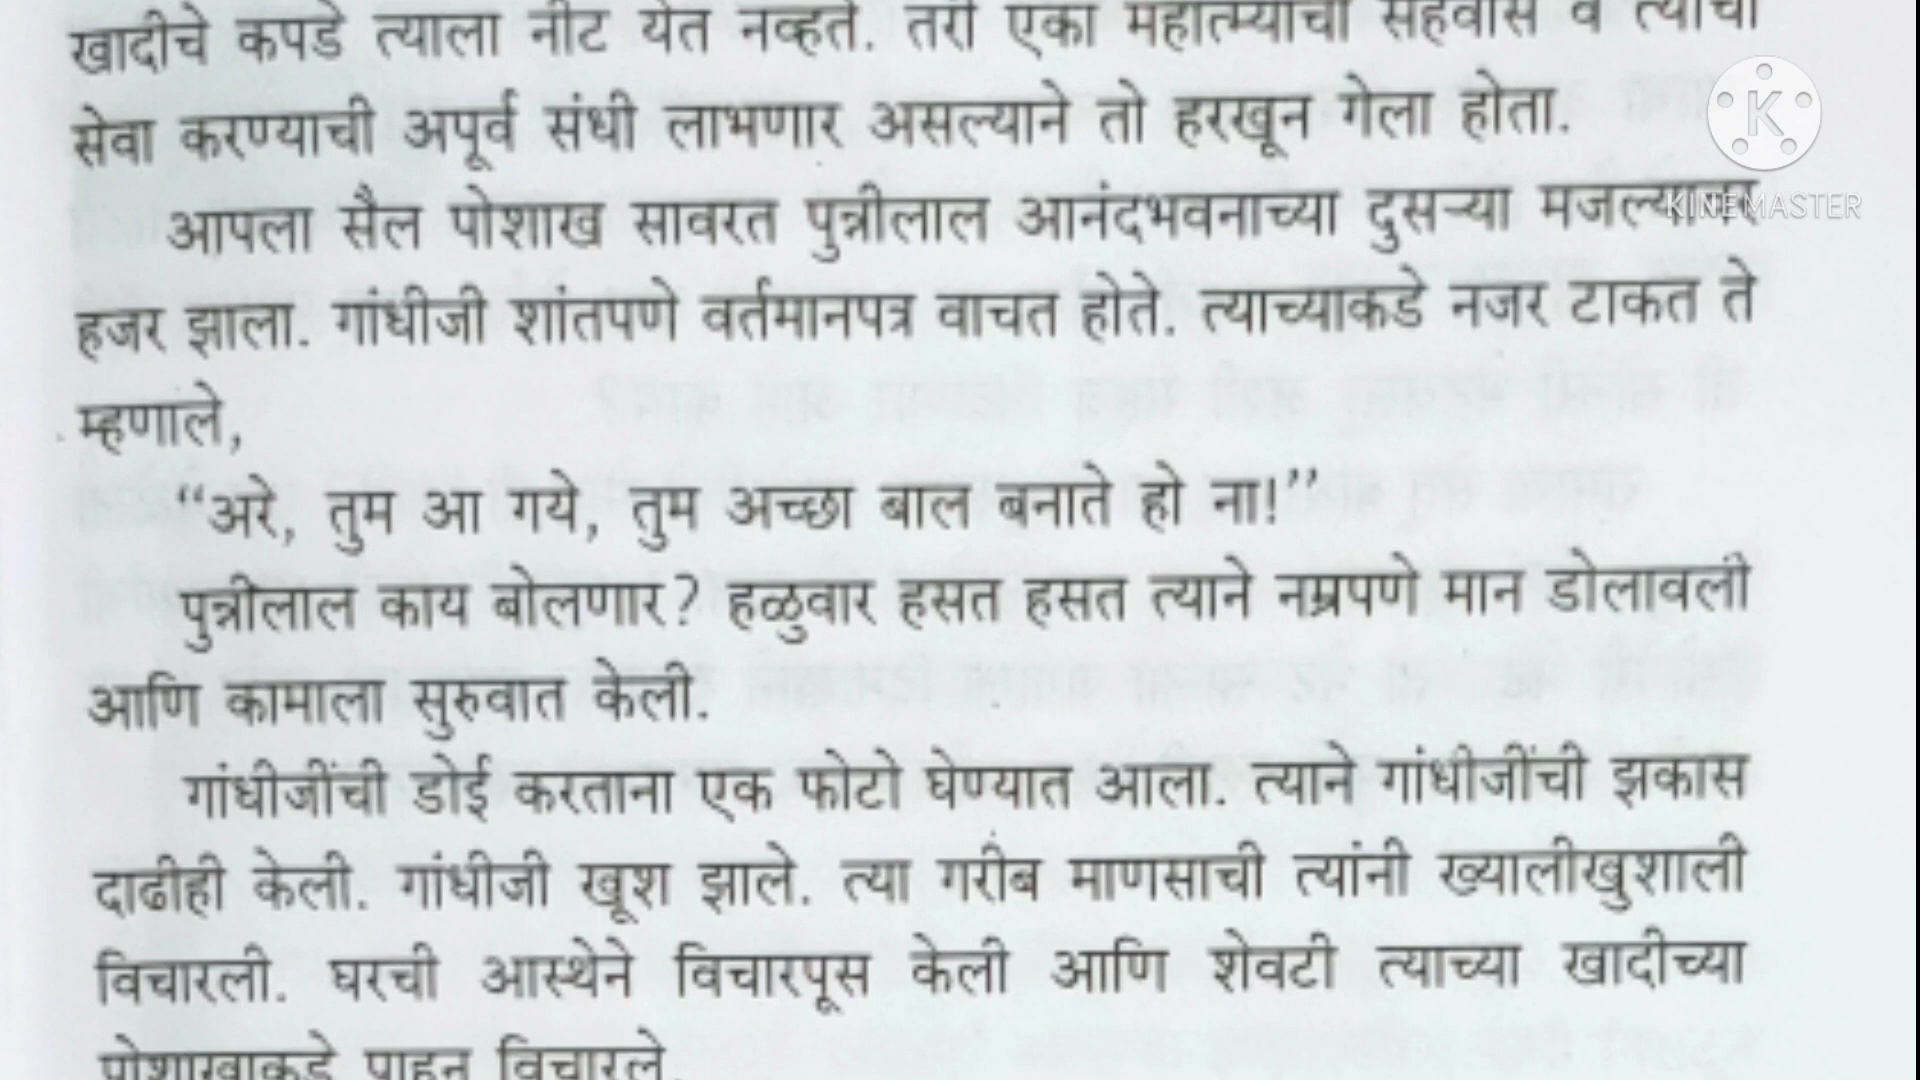 खादीचे कपडे त्याला नीट येत नव्हते. तरी एका महात्म्याचा सहवास व त्यांची
सेवा करण्याची अपूर्व संधी लाभणार असल्याने तो हरखून गेला होता.
आपला सैल पोशाख सावरत पुत्रीलाल आनंदभवनाच्या दुसऱ्या मजल्यावर
हजर झाला. गांधीजी शांतपणे वर्तमानपत्र वाचत होते. त्याच्याकडे नजर टाकत ते
म्हणाले,
“अरे, तुम आ गये, तुम अच्छा बाल बनाते हो ना!”
पुत्रीलाल काय बोलणार? हळुवार हसत हसत त्याने नम्रपणे मान डोलावली
आणि कामाला सुरुवात केली.
गांधीजींची डोई करताना एक फोटो घेण्यात आला. त्याने गांधीजींची झकास
दाढीही केली. गांधीजी खूश झाले. त्या गरीब माणसाची त्यांनी ख्यालीखुशाली
विचारली. घरची आस्थेने विचारपूस केली आणि शेवटी त्याच्या खादीच्या
पोशाखाकडे पाहून विचारले,
K
KINEMASTER